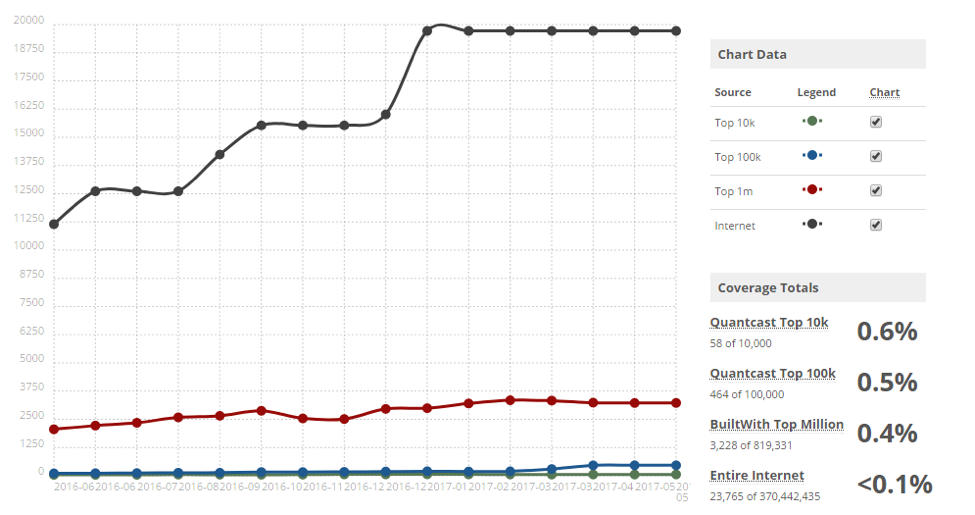 20000
18750
17500
16250
15000
13750
12500
11250
10000
8750
7500
6250
5000
3750
2500
1250
0
2016-06 2016-06 2016-07 2016-08 2016-09 2016-10 2016-11 2016-12 2016-12 2017-01 2017-02 2017-03 2017-03 2017-04 2017-05 20
05
Chart Data
Source Legend Chart
Top 10k
Top 100k
Top 1m
Internet
Coverage Totals
Quantcast Top 10k
58 of 10,000
0.6%
Quantcast Top 100k
464 of 100,000
0.5%
BuiltWith Top Million
3,228 of 819,331
0.4%
Entire Internet
23,765 of 370,442,435
<0.1%